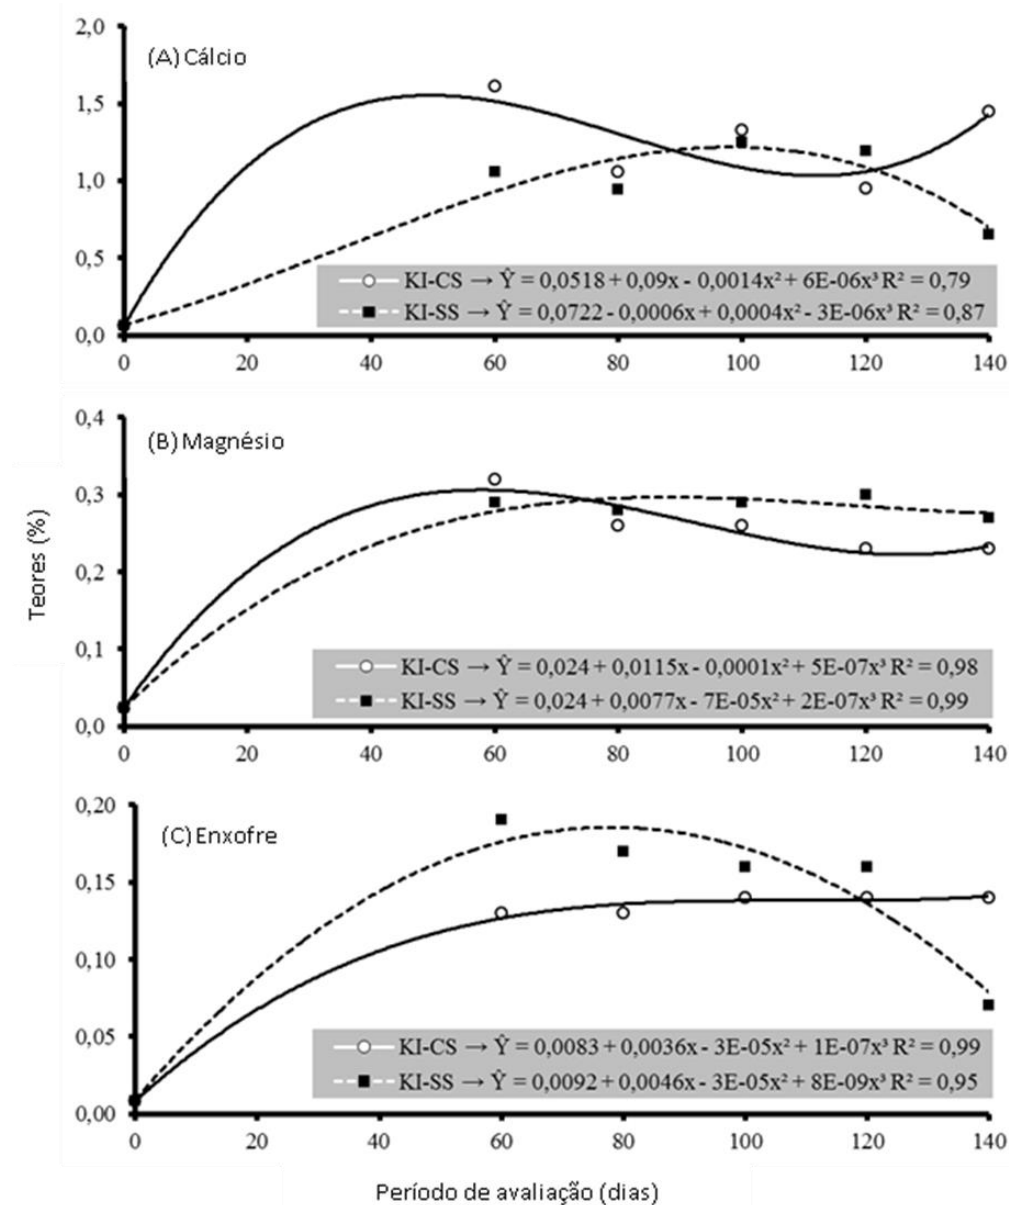 (A) Cálcio
2,0
1,5
1,0
0,5
0,0
KI-CS → Ŷ = 0,0518 + 0,09x - 0,0014x² + 6E-06x³ R² = 0,79
KI-SS → Ŷ = 0,0722 - 0,0006x + 0,0004x² - 3E-06x³ R² = 0,87
0 20 40 60 80 100 120 140
(B) Magnésio
0,4
0,3
0,2
0,1
0,0
KI-CS → Ŷ = 0,024 + 0,0115x - 0,0001x² + 5E-07x³ R² = 0,98
KI-SS → Ŷ = 0,024 + 0,0077x - 7E-05x² + 2E-07x³ R² = 0,99
0 20 40 60 80 100 120 140
Teores (%)
(C) Enxofre
0,20
0,15
0,10
0,05
0,00
KI-CS → Ŷ = 0,0083 + 0,0036x - 3E-05x² + 1E-07x³ R² = 0,99
KI-SS → Ŷ = 0,0092 + 0,0046x - 3E-05x² + 8E-09x³ R² = 0,95
0 20 40 60 80 100 120 140
Período de avaliação (dias)